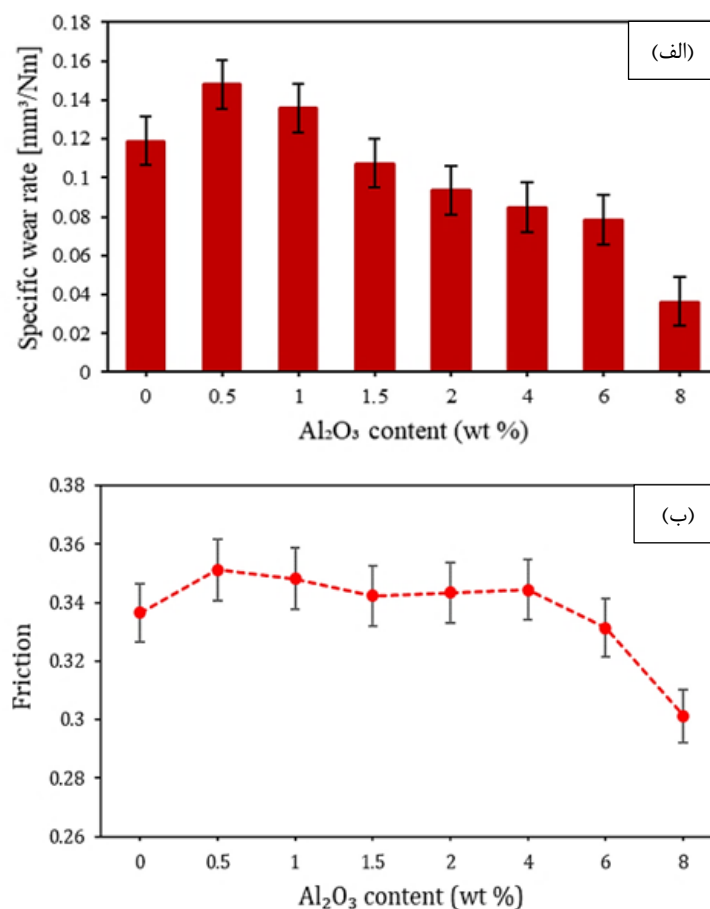 (الف)
Specific wear rate [mm³/Nm]
0.18
0.16
0.14
0.12
0.1
0.08
0.06
0.04
0.02
0
0 0.5 1 1.5 2 4 6 8
Al₂O₃ content (wt %)
(ب)
Friction
0.38
0.36
0.34
0.32
0.3
0.28
0.26
0 0.5 1 1.5 2 4 6 8
Al₂O₃ content (wt %)